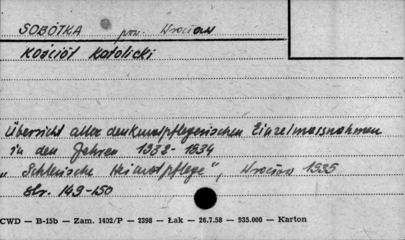 SOBÓTKA pow. Wrocław
Kościół Katolicki
Übersicht aller denkmalpflegerischen Einzelmassnahmen
in den Jahren 1932 - 1934
„Schlesische Heimatpflege", Wrocław 1935
str. 149-150
CWD — B-15b — Zam. 1402/P — 2398 — Łak — 26.7.58 — 935.000 — Karton